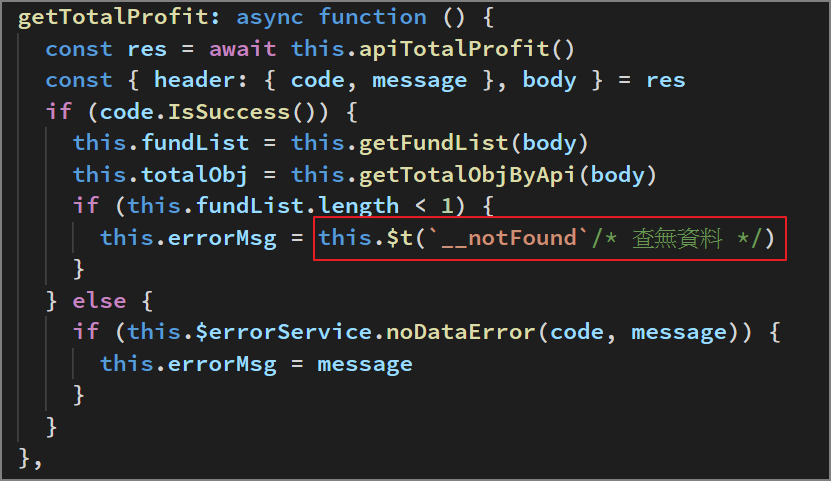 getTotalProfit: async function () {
const res = await this.apiTotalProfit()
const { header: { code, message }, body } = res
if (code.IsSuccess()) {
this.fundList = this.getFundList(body)
this.totalObj = this.getTotalObjByApi(body)
if (this.fundList.length < 1) {
this.errorMsg = this.$t(`__notFound`/* 查無資料 */)
}
} else {
if (this.$errorService.noDataError(code, message)) {
this.errorMsg = message
}
}
},